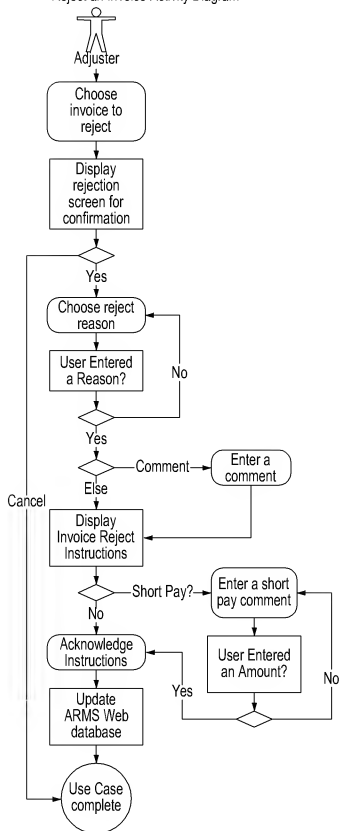 Reject an Invoice Activity Diagram
Adjuster
Choose
invoice to
reject
Display
rejection
screen for
confirmation
Yes
Choose reject
reason
User Entered
a Reason?
No
Yes
Comment
Enter a
comment
Else
Cancel
Display
Invoice Reject
Instructions
Short Pay?
Enter a short
pay comment
No
Acknowledge
Instructions
User Entered
an Amount?
Yes
No
Update
ARMS Web
database
Use Case
complete